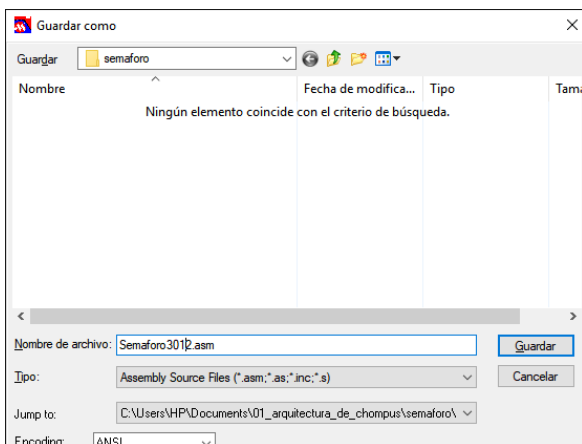 Guardar como
Guardar semaforo
Nombre Fecha de modifica... Tipo Tama
Ningún elemento coincide con el criterio de búsqueda.
Nombre de archivo: Semaforo3012.asm Guardar
Tipo: Assembly Source Files (*.asm;*.as;*.inc;*.s) Cancelar
Jump to: C:\Users\HP\Documents\01_arquitectura_de_chompus\semaforo\
Encoding: ANSI